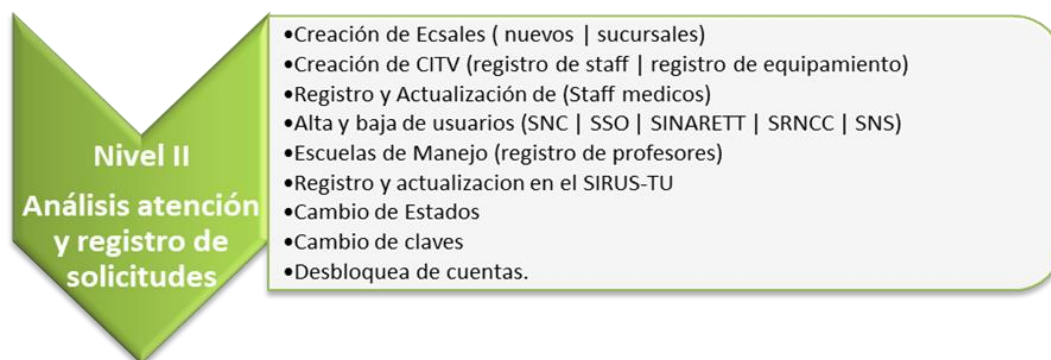 Nivel II
Análisis atención
y registro de
solicitudes
•Creación de Ecsales ( nuevos | sucursales)
•Creación de CITV (registro de staff | registro de equipamiento)
•Registro y Actualización de (Staff medicos)
•Alta y baja de usuarios (SNC | SSO | SINARETT | SRNCC | SNS)
•Escuelas de Manejo (registro de profesores)
•Registro y actualizacion en el SIRUS-TU
•Cambio de Estados
•Cambio de claves
•Desbloquea de cuentas.